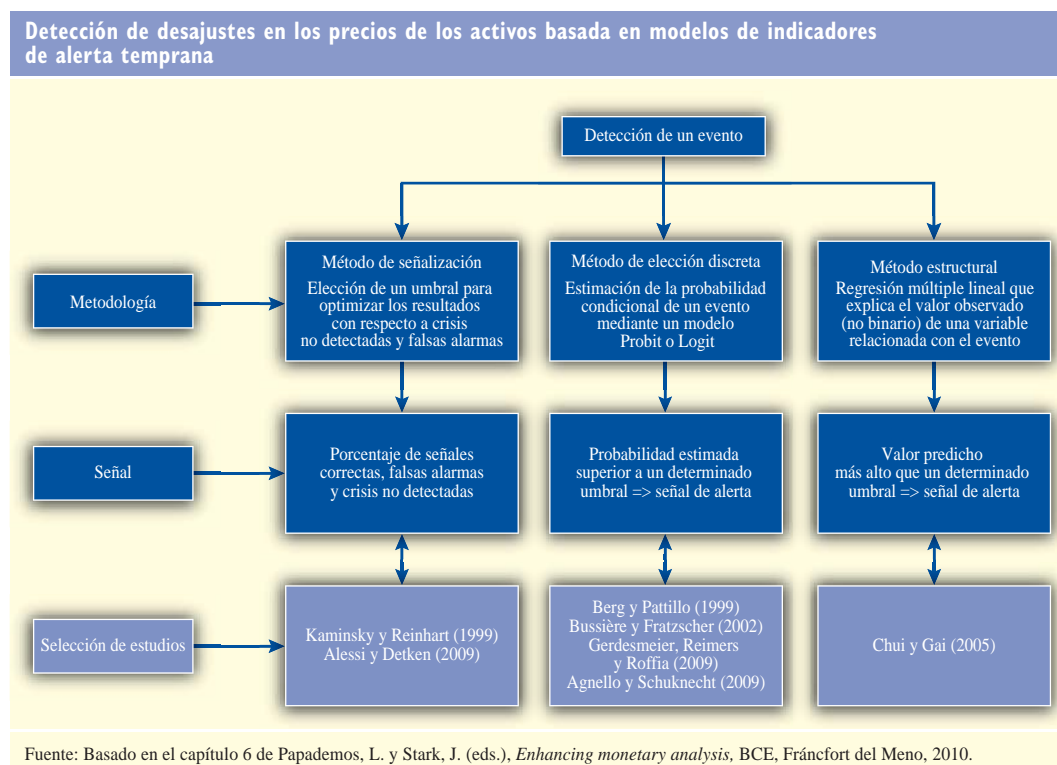 Detección de desajustes en los precios de los activos basada en modelos de indicadores
de alerta temprana
Detección de un evento
Metodología
Método de señalización
Elección de un umbral para
optimizar los resultados
con respecto a crisis
no detectadas y falsas alarmas
Método de elección discreta
Estimación de la probabilidad
condicional de un evento
mediante un modelo
Probit o Logit
Método estructural
Regresión múltiple lineal que
explica el valor observado
(no binario) de una variable
relacionada con el evento
Señal
Porcentaje de señales
correctas, falsas alarmas
y crisis no detectadas
Probabilidad estimada
superior a un determinado
umbral => señal de alerta
Valor predicho
más alto que un determinado
umbral => señal de alerta
Selección de estudios
Kaminsky y Reinhart (1999)
Alessi y Detken (2009)
Berg y Pattillo (1999)
Bussière y Fratzscher (2002)
Gerdesmeier, Reimers
y Roffia (2009)
Agnello y Schuknecht (2009)
Chui y Gai (2005)
Fuente: Basado en el capítulo 6 de Papademos, L. y Stark, J. (eds.), Enhancing monetary analysis, BCE, Fráncfort del Meno, 2010.